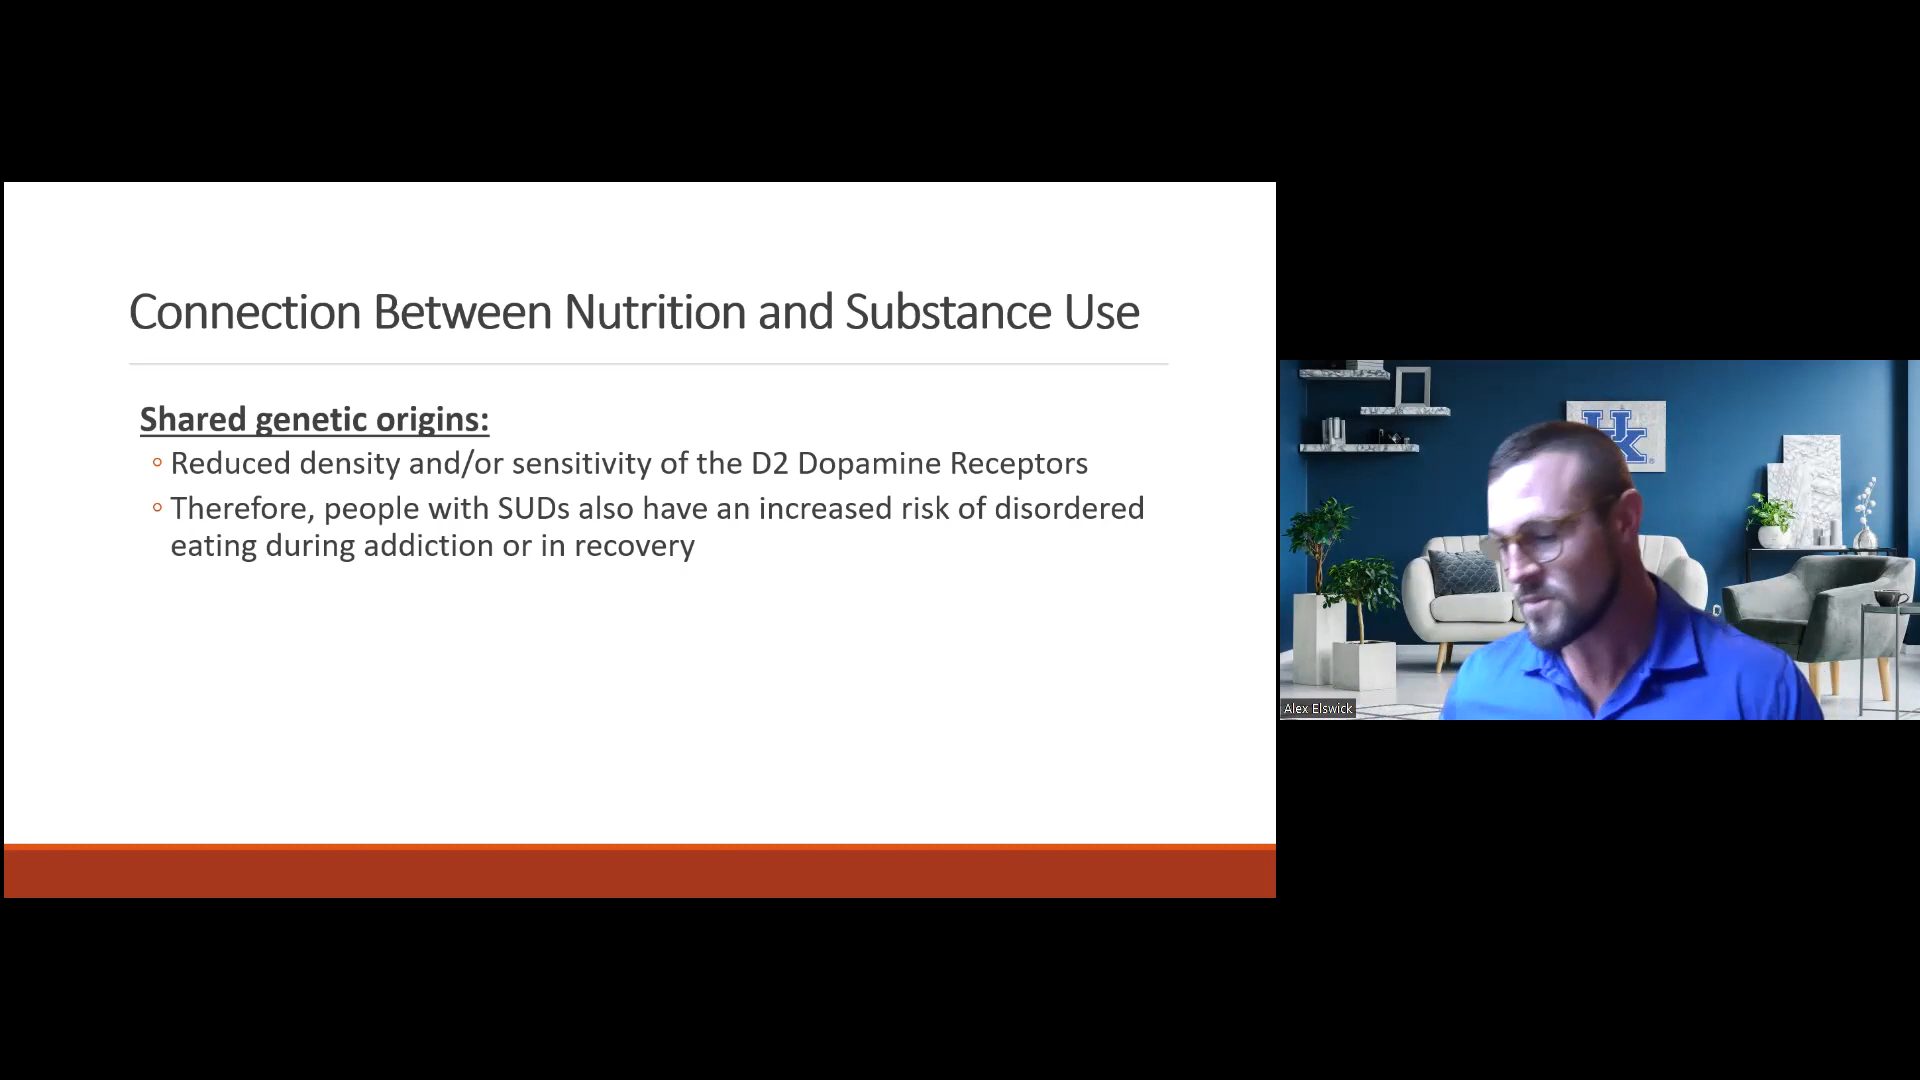 Connection Between Nutrition and Substance Use
Shared genetic origins:
◦ Reduced density and/or sensitivity of the D2 Dopamine Receptors
◦ Therefore, people with SUDs also have an increased risk of disordered
eating during addiction or in recovery
UK
Alex Elswick